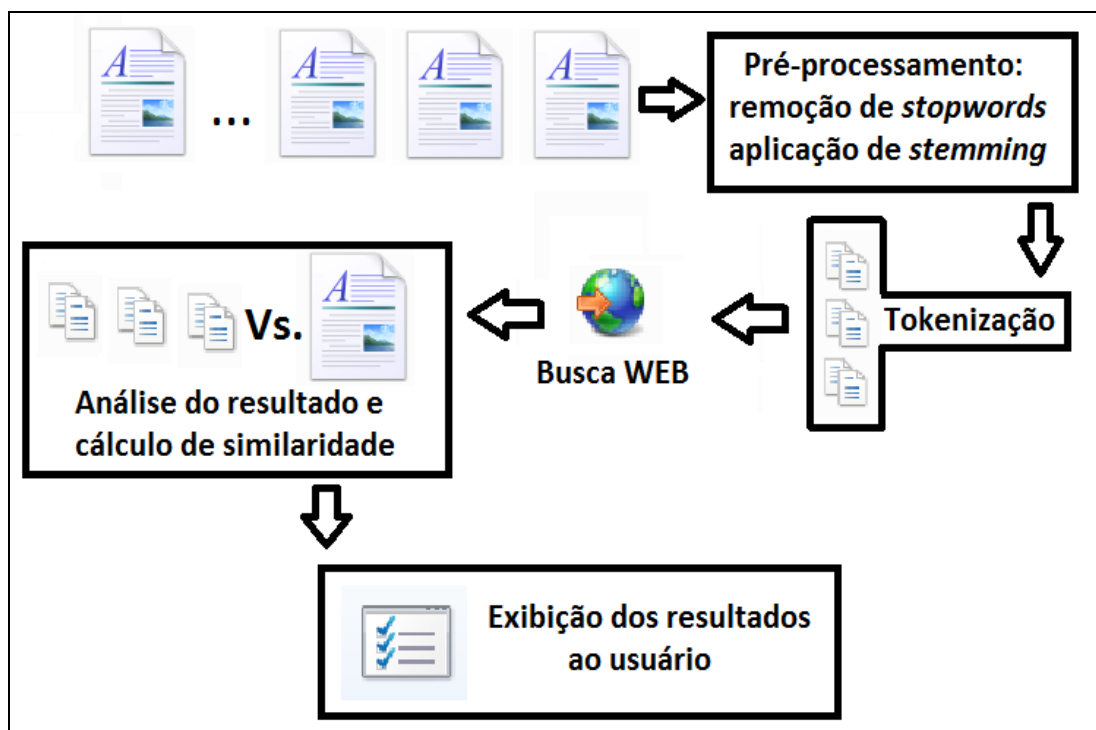 ...
Pré-processamento:
remoção de stopwords
aplicação de stemming
Tokenização
Busca WEB
Vs.
Análise do resultado e
cálculo de similaridade
Exibição dos resultados
ao usuário